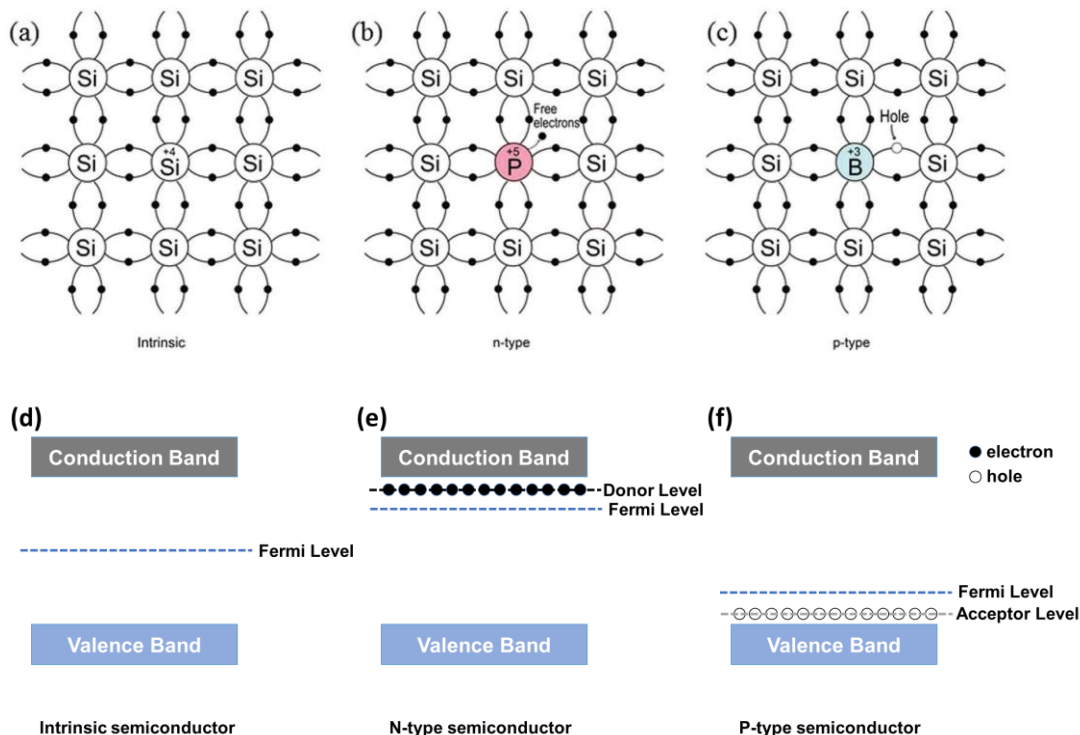 (a)
(b)
(c)
Si Si Si
Si Si Si
Si Si Si
Free
electrons
Hole
Si +4 Si Si
Si +5 P Si
Si +3 B Si
Si Si Si
Si Si Si
Si Si Si
Intrinsic
n-type
p-type
(d)
(e)
(f)
Conduction Band
Conduction Band
Conduction Band
electron
hole
Donor Level
Fermi Level
Fermi Level
Fermi Level
Acceptor Level
Valence Band
Valence Band
Valence Band
Intrinsic semiconductor
N-type semiconductor
P-type semiconductor